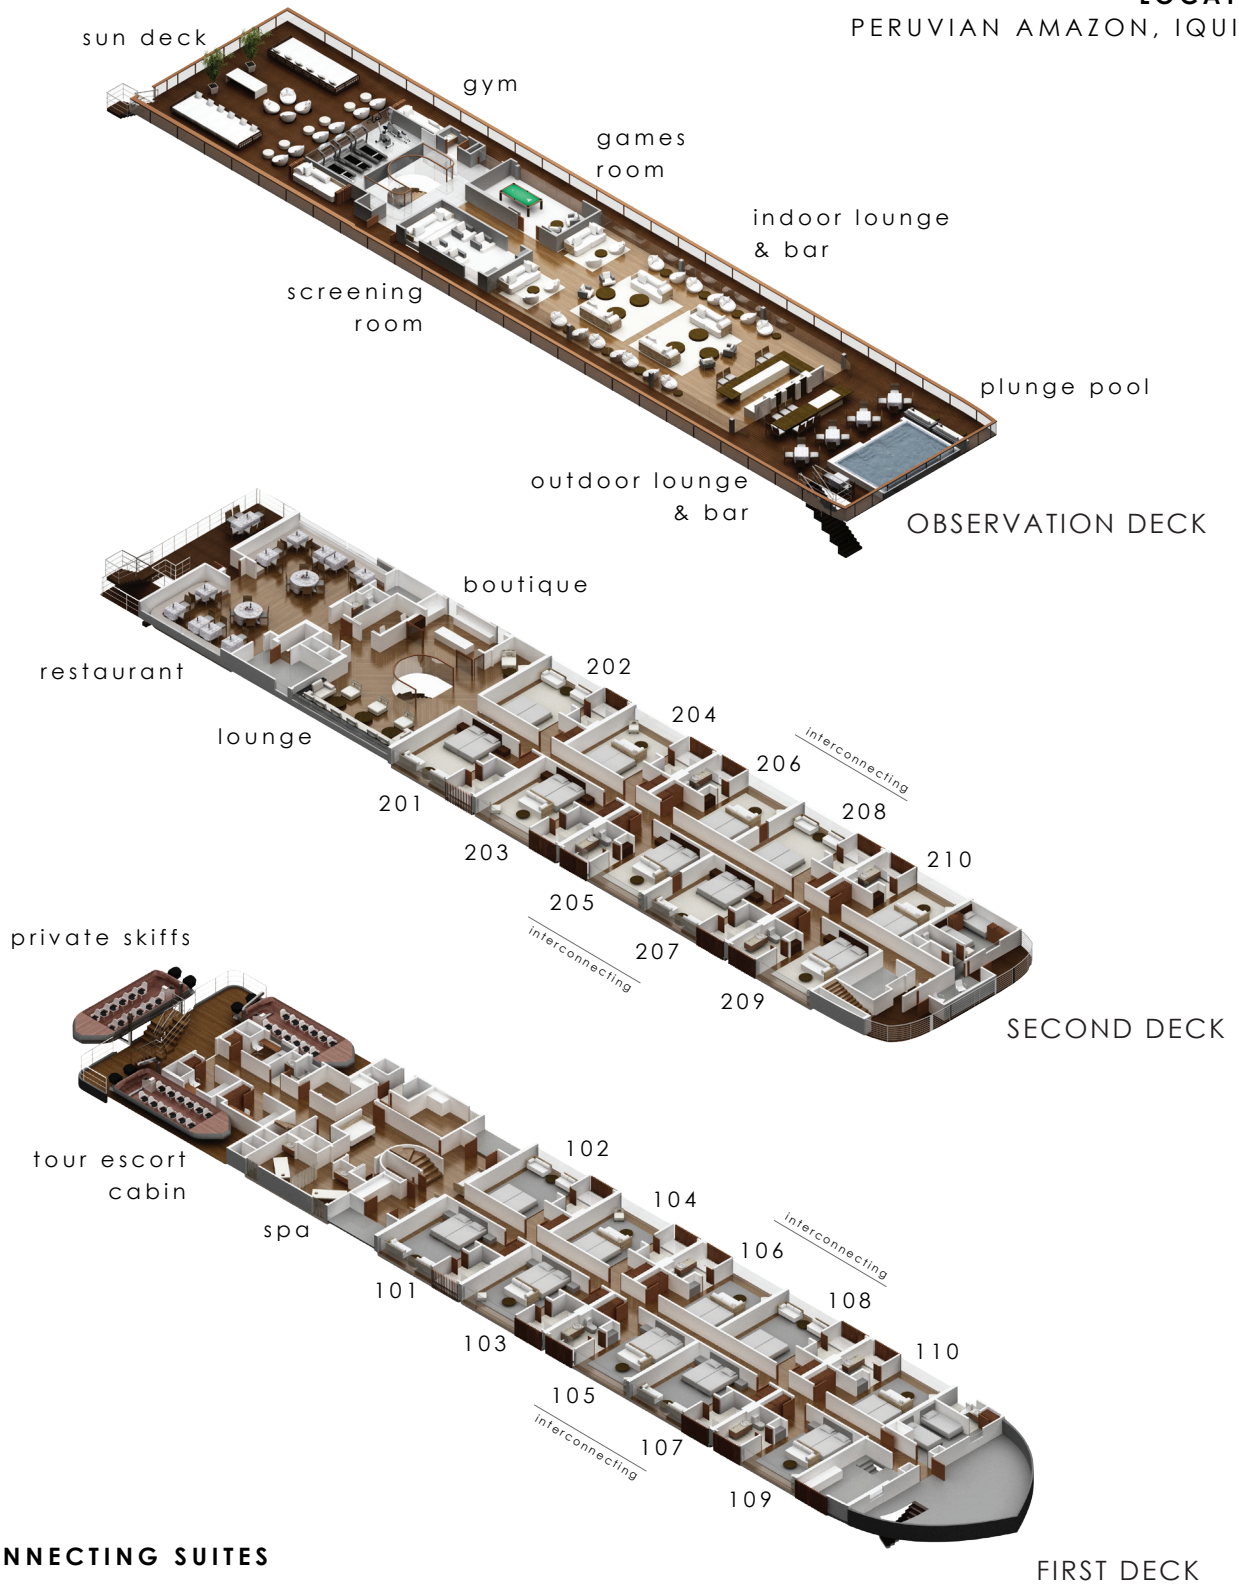 PERUVIAN AMAZON, IQUI
sun deck
gym
games
room
indoor lounge
& bar
screening
room
plunge pool
outdoor lounge
& bar
OBSERVATION DECK
boutique
restaurant
lounge
202
204
interconnecting
206
208
210
201
203
205
interconnecting
207
209
SECOND DECK
private skiffs
tour escort
cabin
spa
102
104
interconnecting
106
108
110
101
103
105
interconnecting
107
109
NNECTING SUITES
FIRST DECK